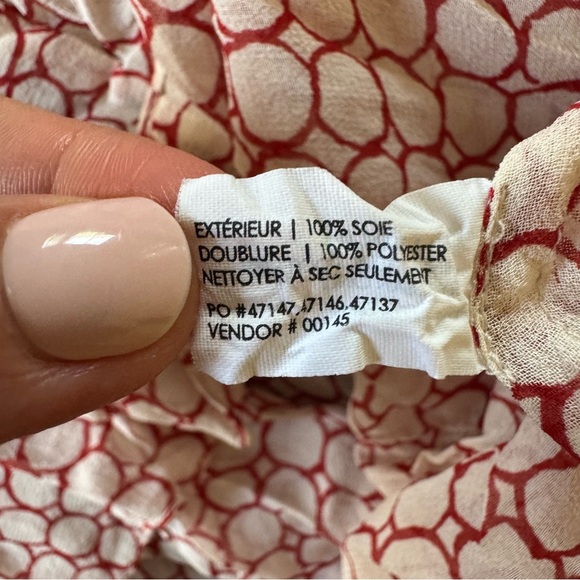 EXTÉRIEUR | 100% SOIE
DOUBLURE | 100% POLYESTER
NETTOYER À SEC SEULEMENT
PO #47147,47146,47137
VENDOR # 00145